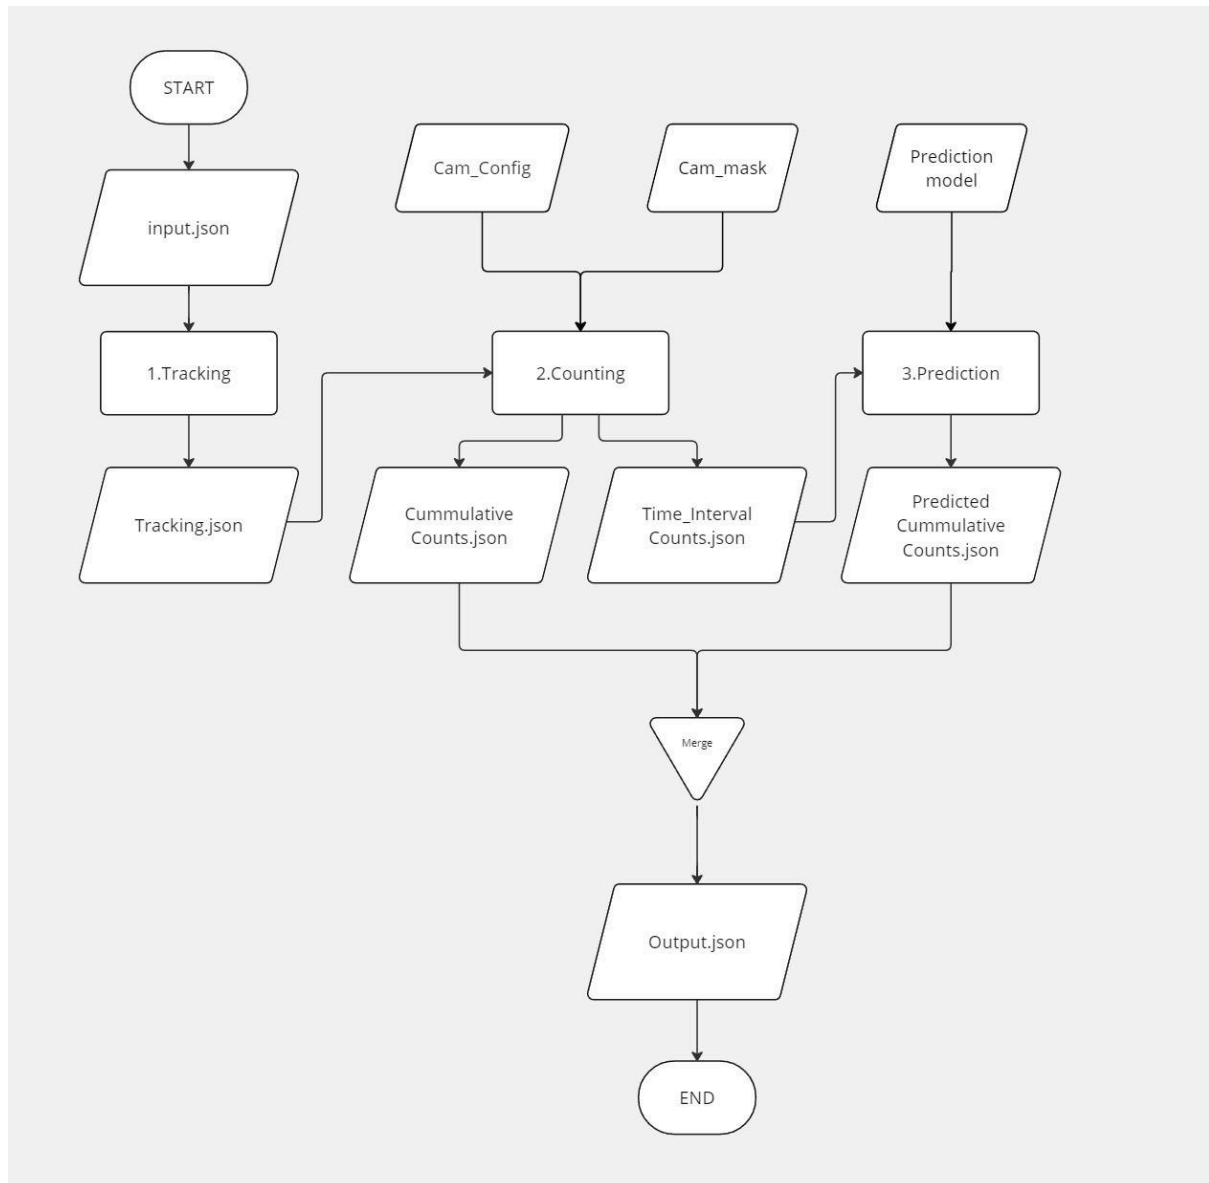 START
input.json
1.Tracking
Tracking.json
Cam_Config
Cam_mask
2.Counting
Cummulative
Counts.json
Time_Interval
Counts.json
Prediction
model
3.Prediction
Predicted
Cummulative
Counts.json
Merge
Output.json
END